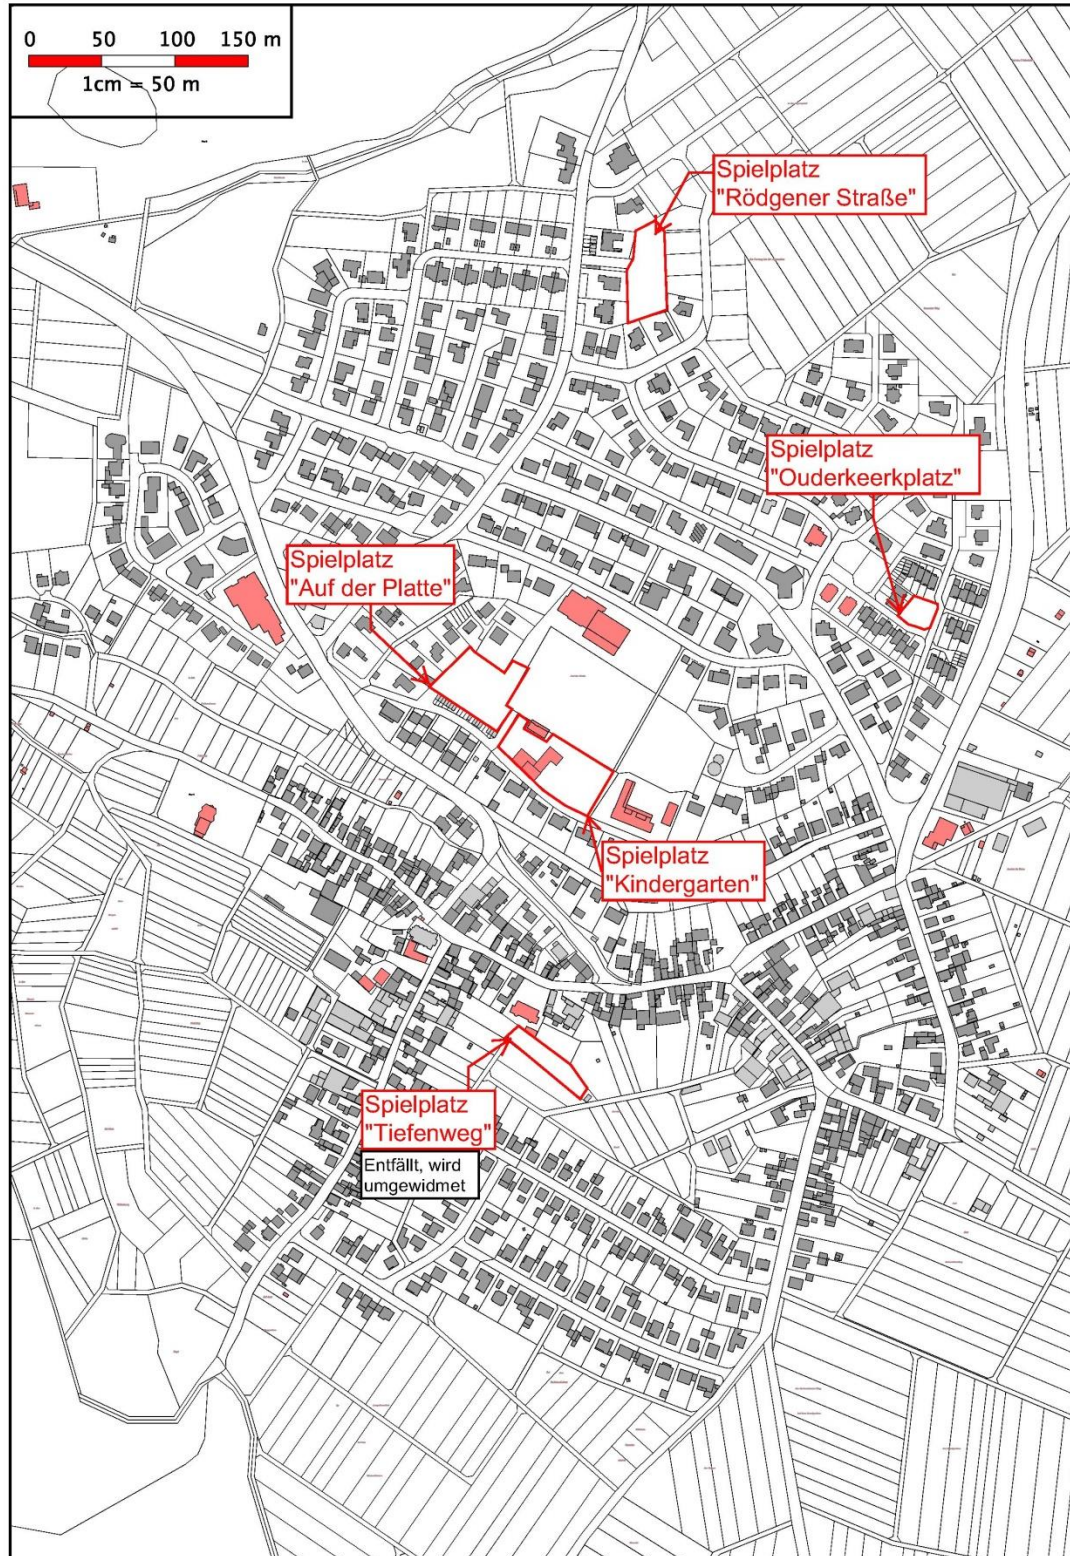 0 50 100 150 m
1cm = 50 m
Spielplatz
"Rödgener Straße"
Spielplatz
"Ouderkeerkplatz"
Spielplatz
"Auf der Platte"
Spielplatz
"Kindergarten"
Spielplatz
"Tiefenweg"
Entfällt, wird
umgewidmet